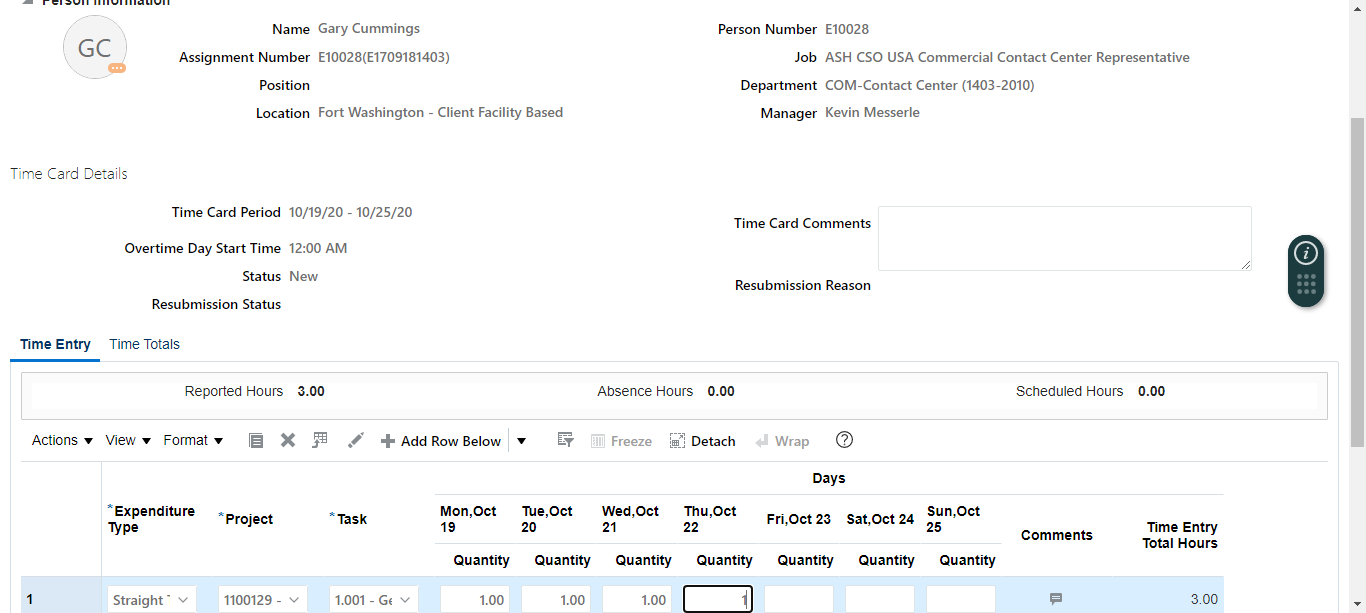 Person Information
GC
Name Gary Cummings
Person Number E10028
Assignment Number E10028(E1709181403)
Job ASH CSO USA Commercial Contact Center Representative
Position
Department COM-Contact Center (1403-2010)
Location Fort Washington - Client Facility Based
Manager Kevin Messerle
Time Card Details
Time Card Period 10/19/20 - 10/25/20
Time Card Comments
Overtime Day Start Time 12:00 AM
Status New
Resubmission Reason
Resubmission Status
Time Entry Time Totals
Reported Hours 3.00 Absence Hours 0.00 Scheduled Hours 0.00
Actions View Format Add Row Below Freeze Detach Wrap
Days
*Expenditure Type *Project *Task Mon,Oct 19 Tue,Oct 20 Wed,Oct 21 Thu,Oct 22 Fri,Oct 23 Sat,Oct 24 Sun,Oct 25 Comments Time Entry Total Hours
Quantity Quantity Quantity Quantity Quantity Quantity Quantity
1 Straight 1100129 - 1.001 - Ge 1.00 1.00 1.00 1 3.00